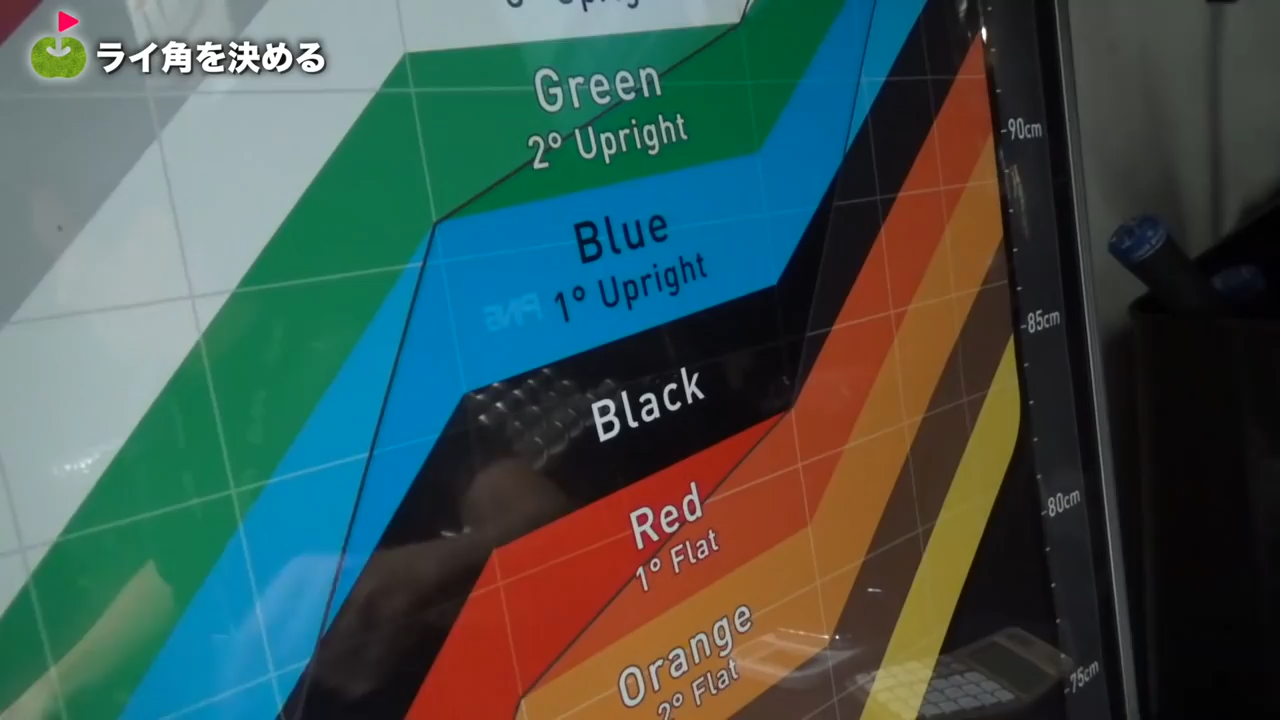 ライ角を決める
Green
2° Upright
Blue
1° Upright
Black
Red
1° Flat
Orange
2° Flat
-90cm
-85cm
-80cm
-75cm